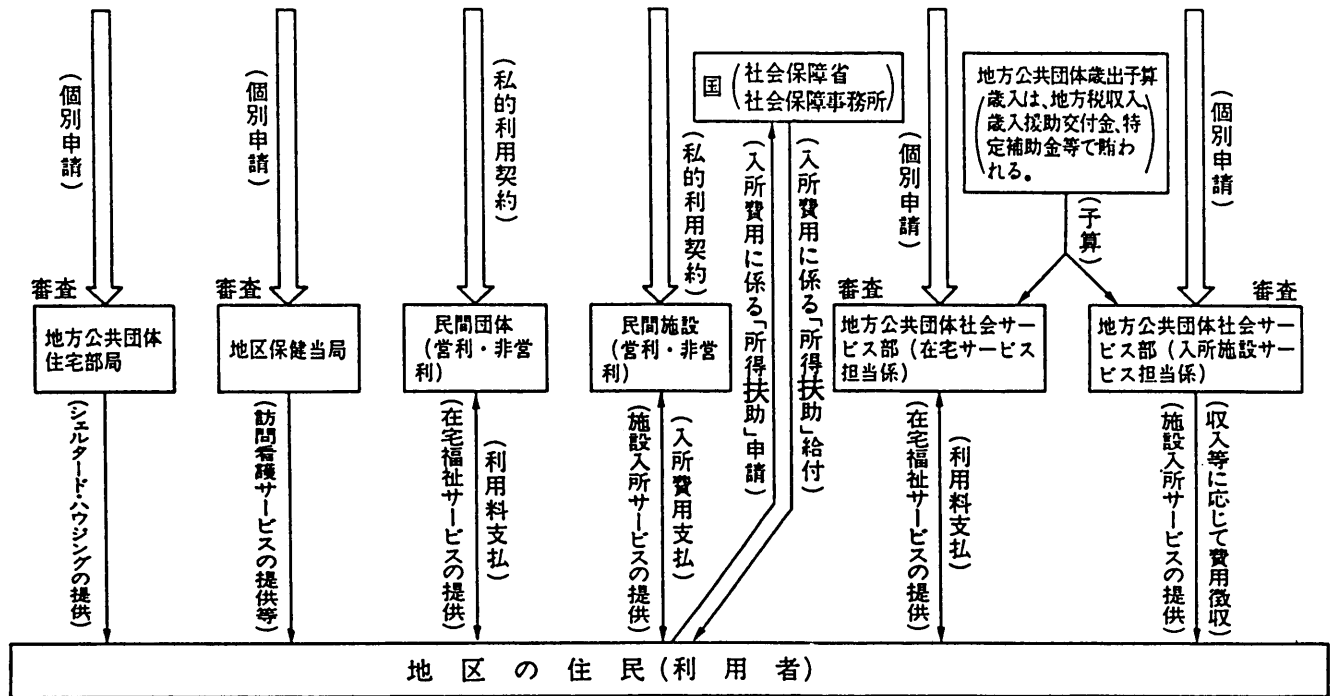 (個別申請)
(個別申請)
(私的利用契約)
(私的利用契約)
国(社会保障省
社会保障事務所)
(個別申請)
地方公共団体歳出予算
(歳入は、地方税収入、
歳入援助交付金、特
定補助金等で賄わ
れる。)
(個別申請)
(入所費用に係る「所得扶助」申請)
(入所費用に係る「所得扶助」給付)
(予算)
審査
地方公共団体
住宅部局
審査
地区保健当局
民間団体
(営利・非営
利)
民間施設
(営利・非営
利)
審査
地方公共団体社会サー
ビス部(在宅サービス
担当係)
審査
地方公共団体社会サー
ビス部(入所施設サー
ビス担当係)
(シェルタード・ハウジングの提供)
(訪問看護サービスの提供等)
(在宅福祉サービスの提供)
(利用料支払)
(施設入所サービスの提供)
(入所費用支払)
(在宅福祉サービスの提供)
(利用料支払)
(施設入所サービスの提供)
(収入等に応じて費用徴収)
地区の住民(利用者)